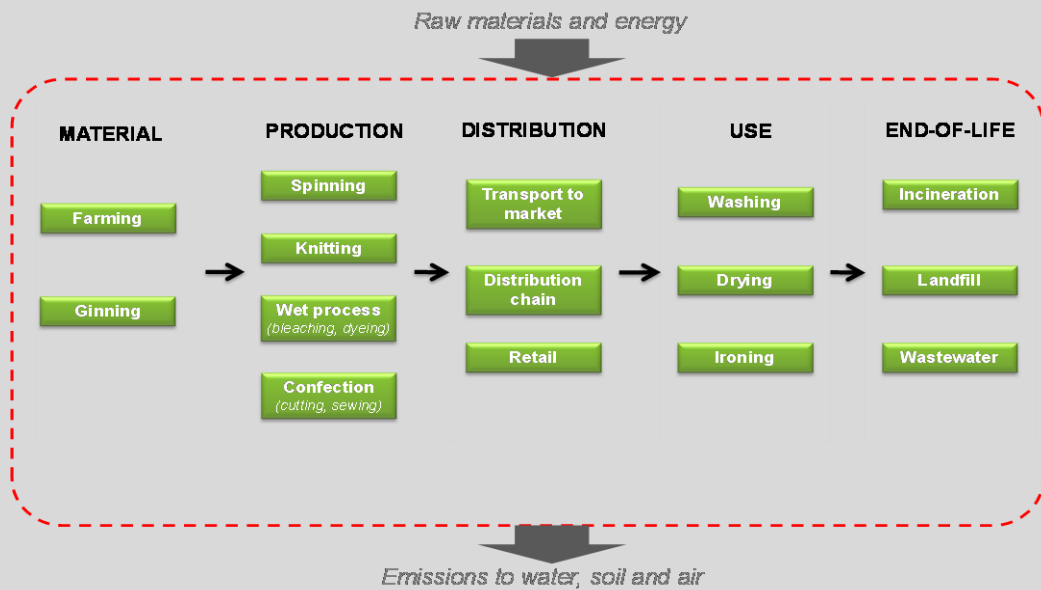 Raw materials and energy
MATERIAL
Farming
Ginning
PRODUCTION
Spinning
Knitting
Wet process
(bleaching, dyeing)
Confection
(cutting, sewing)
DISTRIBUTION
Transport to
market
Distribution
chain
Retail
USE
Washing
Drying
Ironing
END-OF-LIFE
Incineration
Landfill
Wastewater
Emissions to water, soil and air